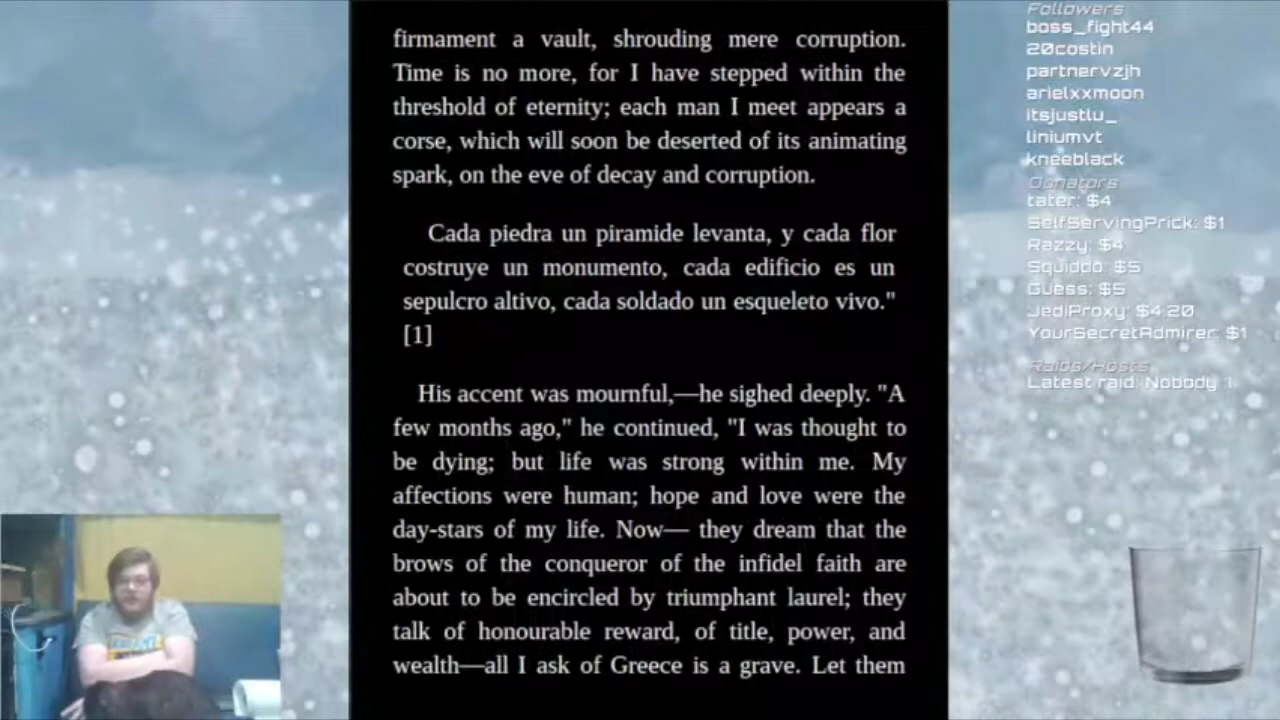 firmament a vault, shrouding mere corruption.
Time is no more, for I have stepped within the
threshold of eternity; each man I meet appears a
corse, which will soon be deserted of its animating
spark, on the eve of decay and corruption.
Cada piedra un piramide levanta, y cada flor
costruye un monumento, cada edificio es un
sepulcro altivo, cada soldado un esqueleto vivo."
[1]
His accent was mournful,—he sighed deeply. "A
few months ago," he continued, "I was thought to
be dying; but life was strong within me. My
affections were human; hope and love were the
day-stars of my life. Now— they dream that the
brows of the conqueror of the infidel faith are
about to be encircled by triumphant laurel; they
talk of honourable reward, of title, power, and
wealth—all I ask of Greece is a grave. Let them
Followers
boss_fight44
20costin
partnervzjh
arielxxmoon
itsjustlu_
liniumvt
kneeblack
Donators
tater: $4
SelfServingPrick: $1
Razzy: $4
Squiddo: $5
Guess: $5
JediProxy: $4.20
YourSecretAdmirer: $1
Raids/Hosts
Latest raid: Nobody :(